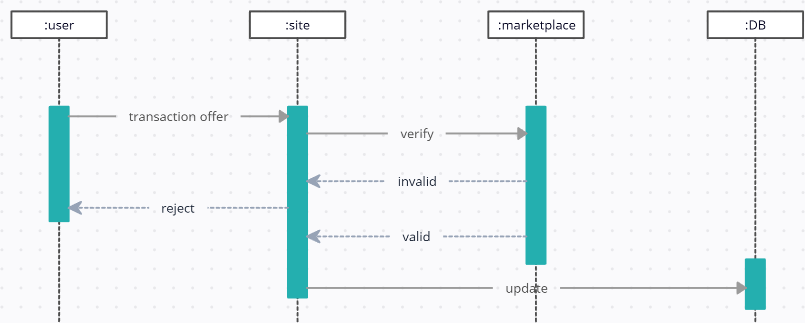 :user
:site
:marketplace
:DB
transaction offer
verify
invalid
reject
valid
update